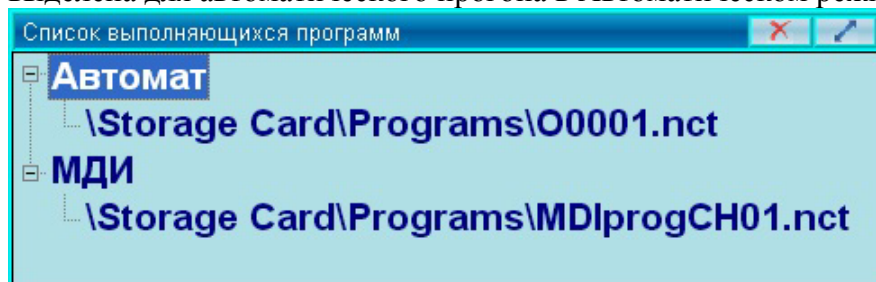 Список выполняющихся программ
Автомат
\Storage Card\Programs\O0001.nct
МДИ
\Storage Card\Programs\MDIprogCH01.nct